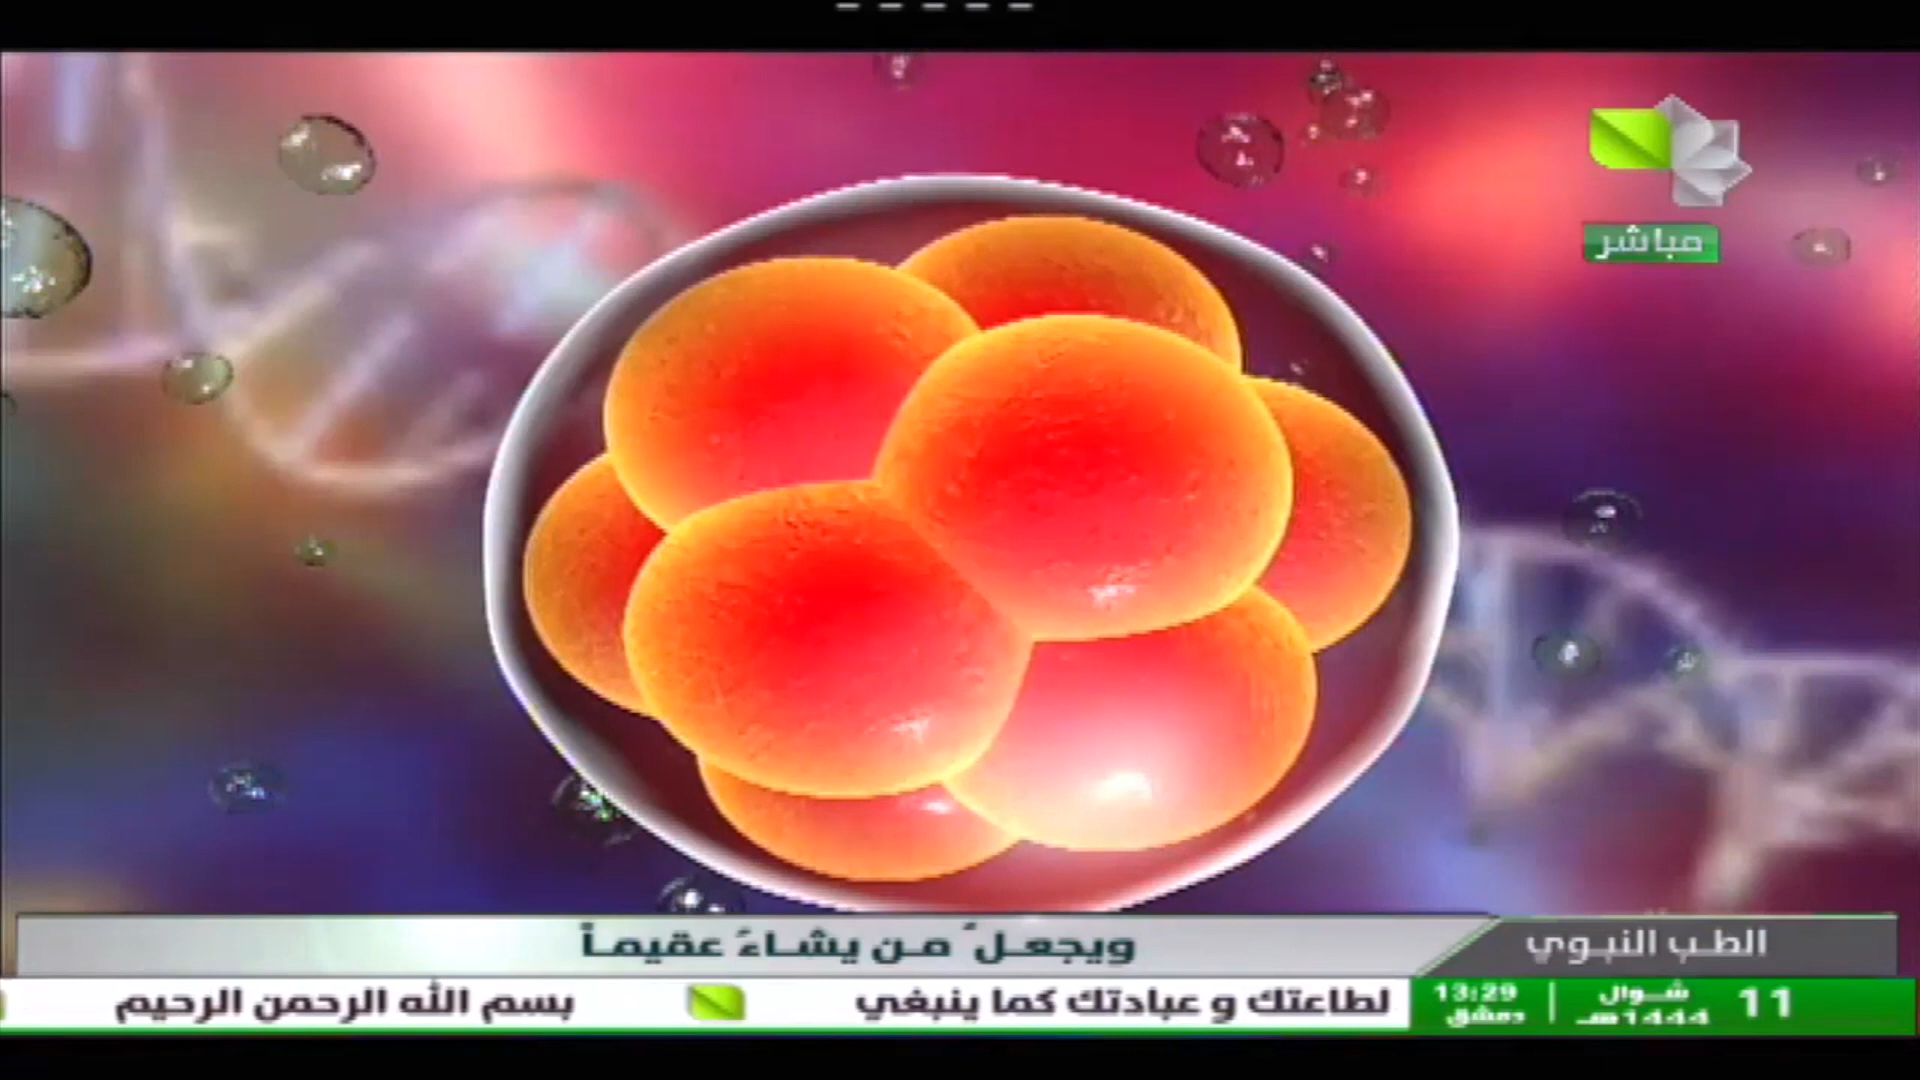 مباشر
الطب النبوي
ويجعلُ من يشاءُ عقيماً
11 شوال 1444هـ | 13:29 دمشق
لطاعتك و عبادتك كما ينبغي بسم الله الرحمن الرحيم